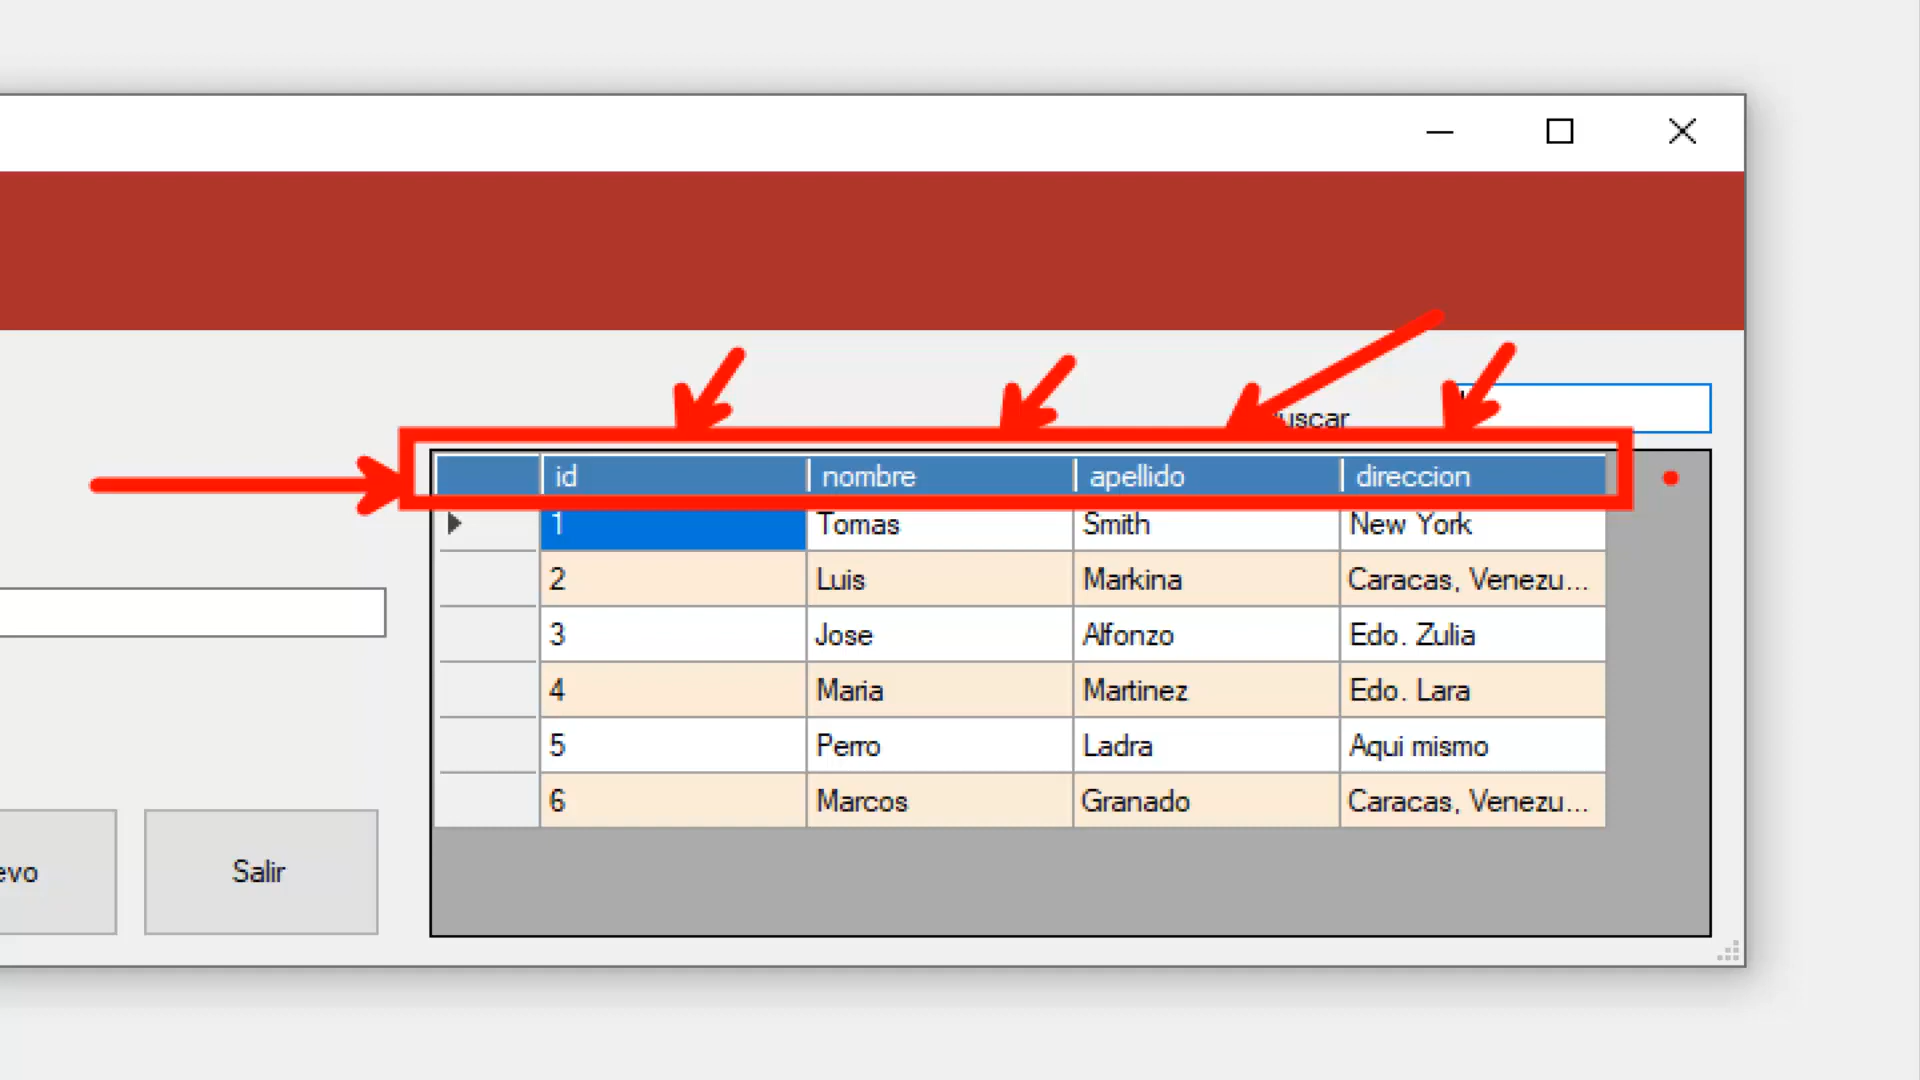 uscar
id nombre apellido direccion
1 Tomas Smith New York
2 Luis Markina Caracas, Venezu...
3 Jose Alfonzo Edo. Zulia
4 Maria Martinez Edo. Lara
5 Perro Ladra Aqui mismo
6 Marcos Granado Caracas, Venezu...
evo
Salir